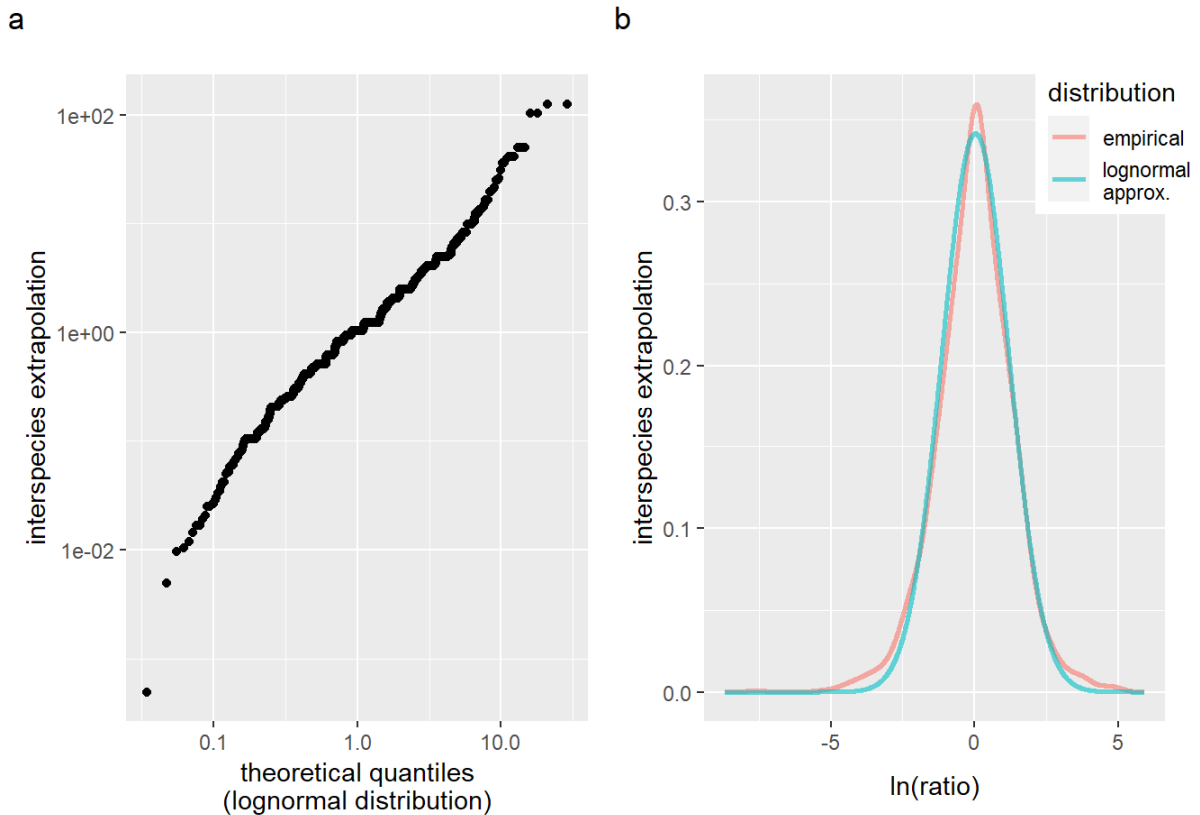 a
b
interspecies extrapolation
1e+02
1e+00
1e-02
0.1
1.0
10.0
theoretical quantiles
(lognormal distribution)
interspecies extrapolation
0.3
0.2
0.1
0.0
-5
0
5
ln(ratio)
distribution
empirical
lognormal
approx.